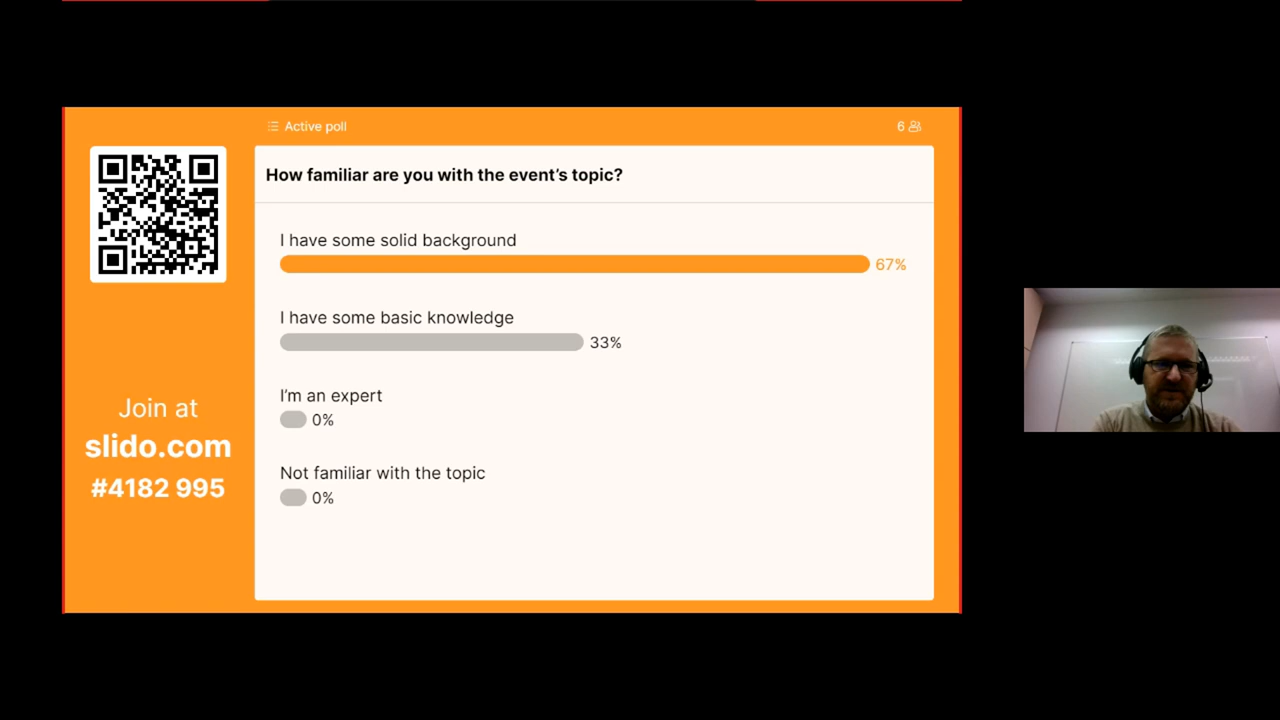 Active poll
6
How familiar are you with the event's topic?
I have some solid background
67%
I have some basic knowledge
33%
I'm an expert
0%
Not familiar with the topic
0%
Join at
slido.com
#4182 995